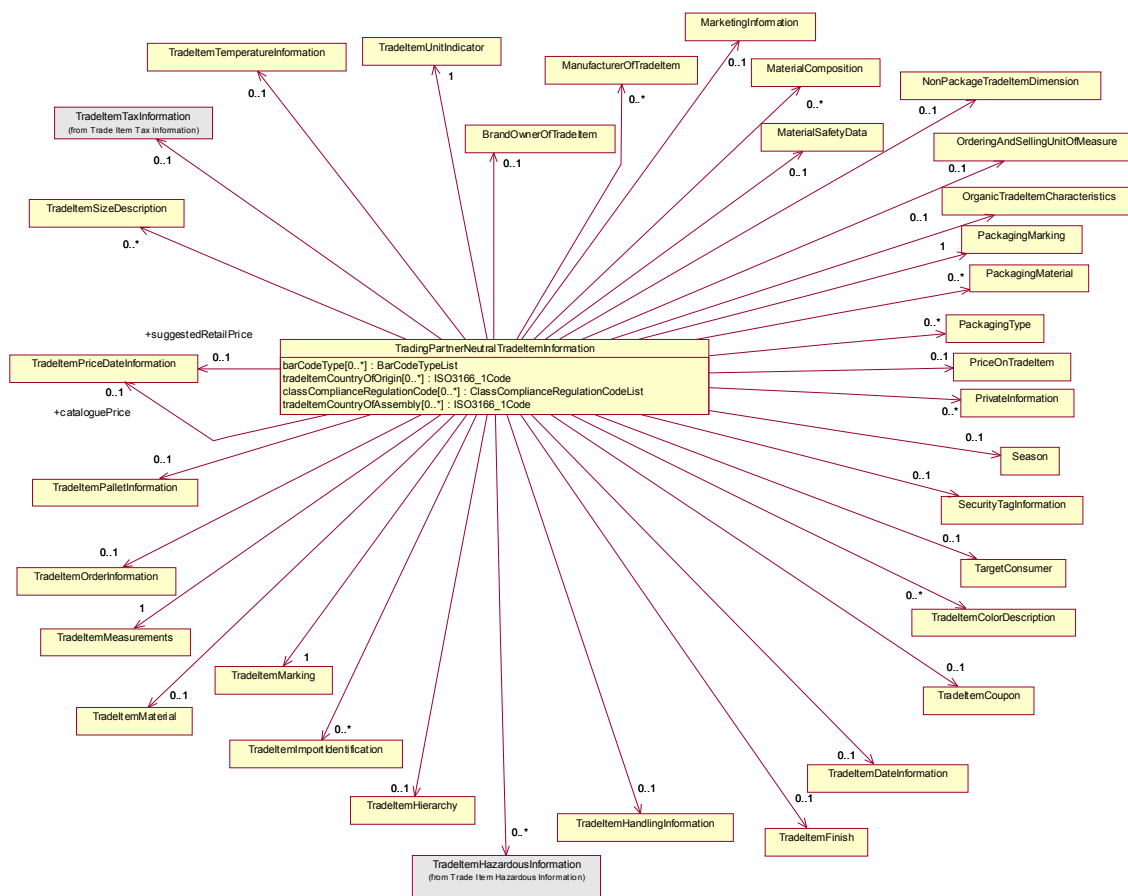 MarketingInformation
0..1
TradeItemTemperatureInformation
0..1
TradeItemUnitIndicator
1
ManufacturerOfTradeItem
0..*
MaterialComposition
0..*
NonPackageTradeItemDimension
0..1
TradeItemTaxInformation
(from Trade Item Tax Information)
0..1
BrandOwnerOfTradeItem
0..1
MaterialSafetyData
0..1
OrderingAndSellingUnitOfMeasure
0..1
OrganicTradeItemCharacteristics
0..1
TradeItemSizeDescription
0..*
PackagingMarking
1
PackagingMaterial
0..*
PackagingType
0..*
+suggestedRetailPrice
TradeItemPriceDateInformation
0..1
0..1
+cataloguePrice
TradingPartnerNeutralTradeItemInformation
barCodeType[0..*] : BarCodeTypeList
tradeItemCountryOfOrigin[0..*] : ISO3166_1Code
classComplianceRegulationCode[0..*] : ClassComplianceRegulationCodeList
tradeItemCountryOfAssembly[0..*] : ISO3166_1Code
PriceOnTradeItem
0..1
PrivateInformation
0..*
Season
0..1
TradeItemPalletInformation
0..1
SecurityTagInformation
0..1
TargetConsumer
0..1
TradeItemOrderInformation
0..1
TradeItemColorDescription
0..*
TradeItemMeasurements
1
TradeItemMarking
1
TradeItemCoupon
0..1
TradeItemMaterial
0..1
TradeItemImportIdentification
0..*
TradeItemDateInformation
0..1
TradeItemHierarchy
0..1
TradeItemHandlingInformation
0..1
TradeItemFinish
0..1
TradeItemHazardousInformation
(from Trade Item Hazardous Information)
0..*